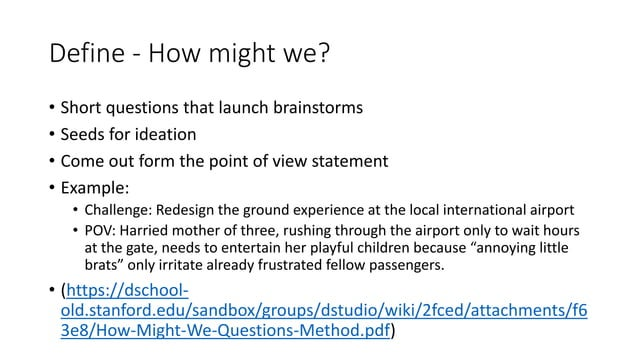 Define - How might we?
• Short questions that launch brainstorms
• Seeds for ideation
• Come out form the point of view statement
• Example:
• Challenge: Redesign the ground experience at the local international airport
• POV: Harried mother of three, rushing through the airport only to wait hours
at the gate, needs to entertain her playful children because “annoying little
brats” only irritate already frustrated fellow passengers.
• (https://dschool-
old.stanford.edu/sandbox/groups/dstudio/wiki/2fced/attachments/f6
3e8/How-Might-We-Questions-Method.pdf)